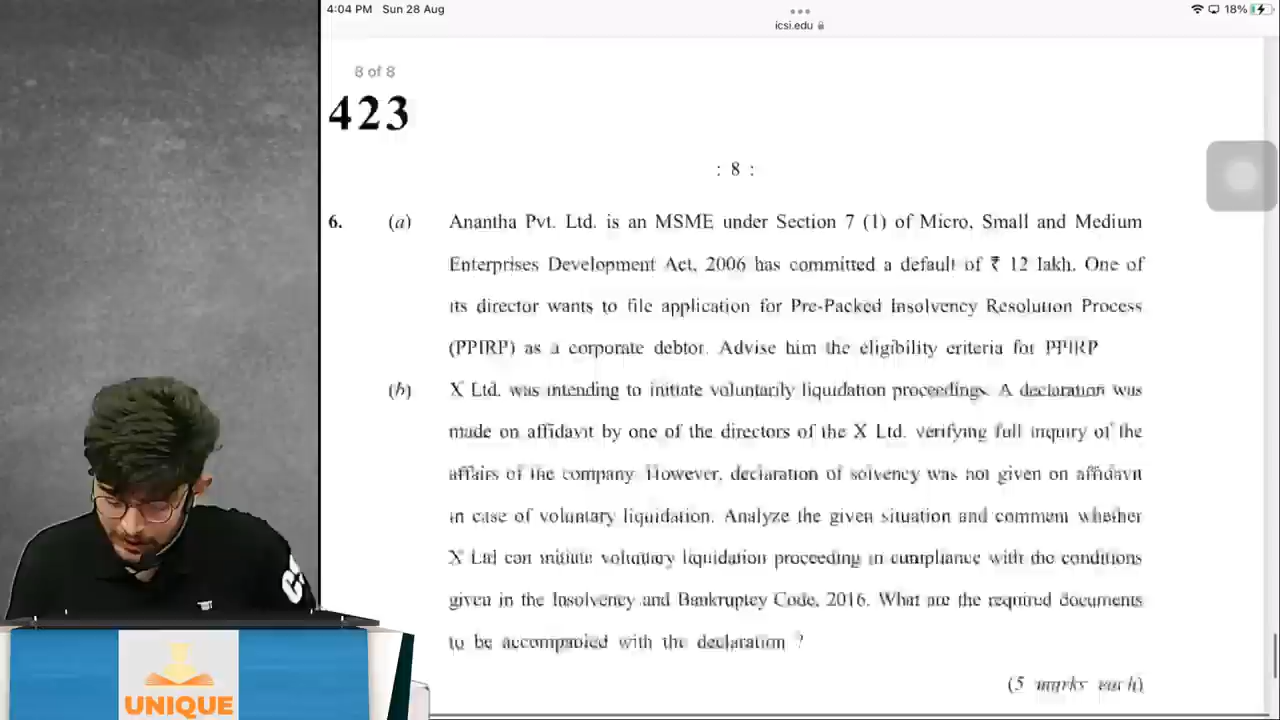 4:04 PM Sun 28 Aug
icsi.edu
18%
8 of 8
423
: 8 :
6. (a) Anantha Pvt. Ltd. is an MSME under Section 7 (1) of Micro, Small and Medium
Enterprises Development Act, 2006 has committed a default of ₹ 12 lakh. One of
its director wants to file application for Pre-Packed Insolvency Resolution Process
(PPIRP) as a corporate debtor. Advise him the eligibility criteria for PPIRP
(b) X Ltd. was intending to initiate voluntarily liquidation proceedings. A declaration was
made on affidavit by one of the directors of the X Ltd. verifying full inquiry of the
affairs of the company. However, declaration of solvency was not given on affidavit
in case of voluntary liquidation. Analyze the given situation and comment whether
X Ltd can initiate voluntary liquidation proceeding in compliance with the conditions
given in the Insolvency and Bankruptcy Code, 2016. What are the required documents
to be accompanied with the declaration ?
(5 marks each)
UNIQUE